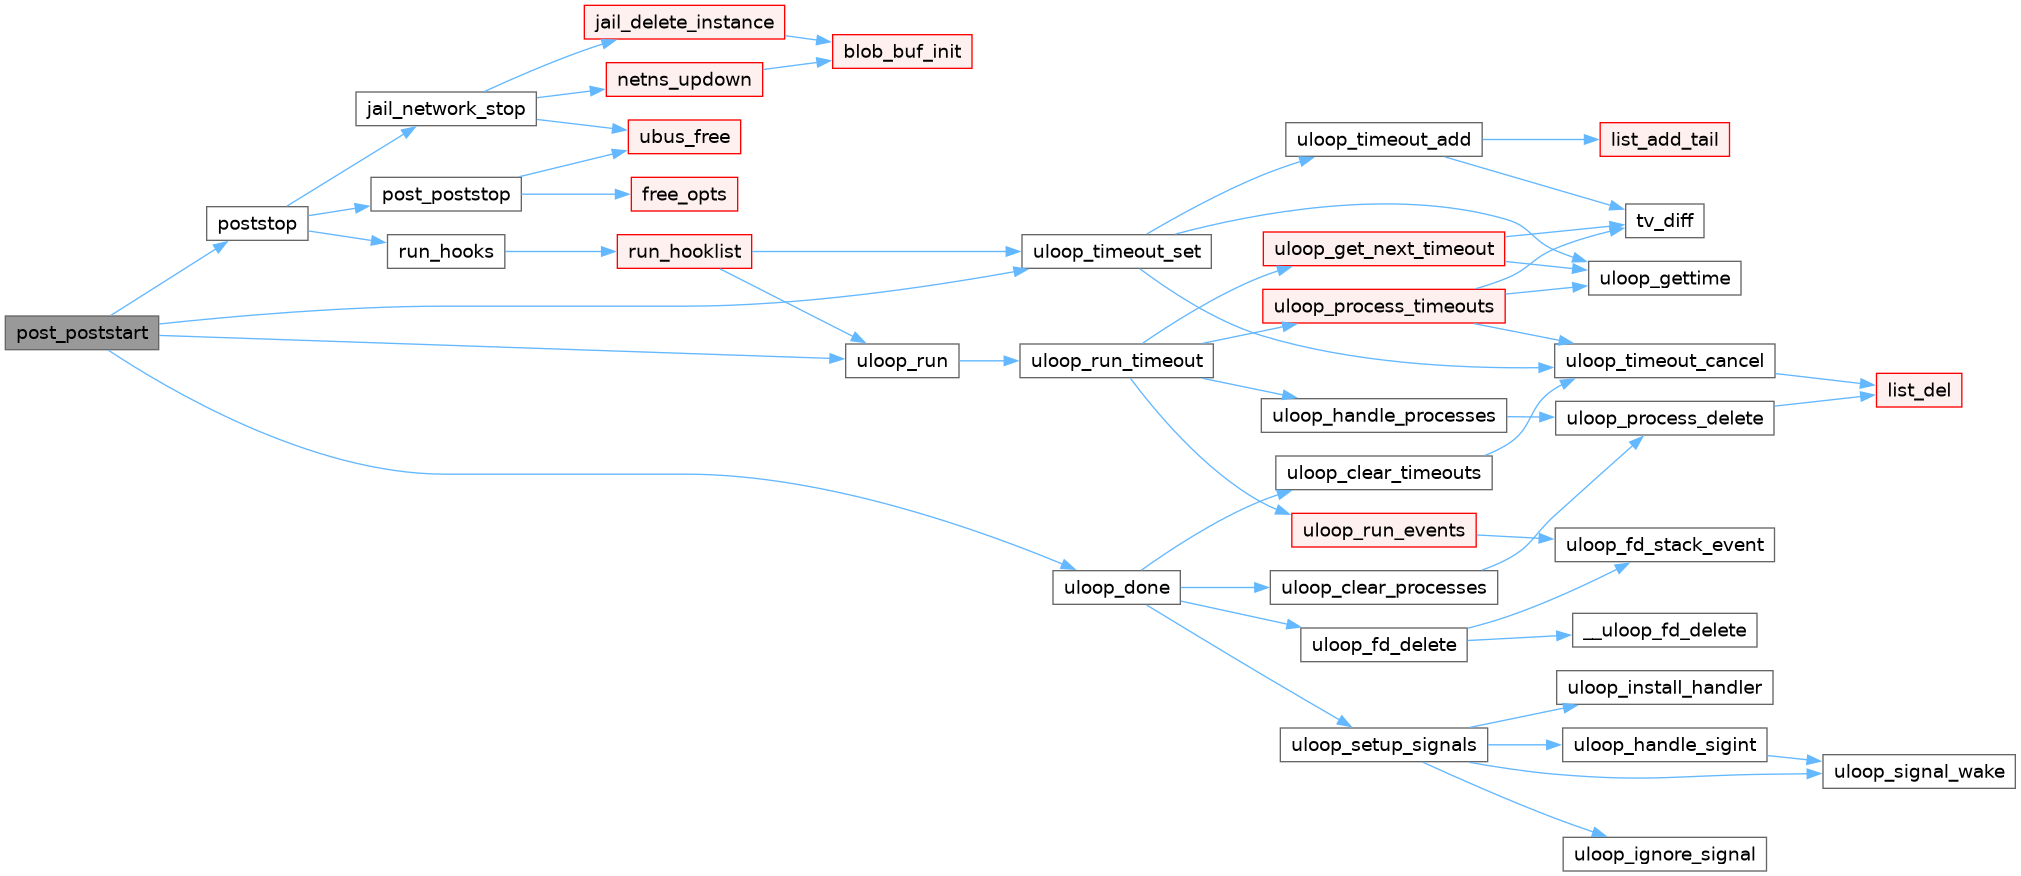 jail_delete_instance
blob_buf_init
netns_updown
jail_network_stop
ubus_free
uloop_timeout_add
list_add_tail
post_poststop
free_opts
poststop
tv_diff
run_hooks
run_hooklist
uloop_timeout_set
uloop_get_next_timeout
uloop_gettime
uloop_process_timeouts
post_poststart
uloop_run
uloop_run_timeout
uloop_timeout_cancel
list_del
uloop_handle_processes
uloop_process_delete
uloop_clear_timeouts
uloop_run_events
uloop_fd_stack_event
uloop_done
uloop_clear_processes
__uloop_fd_delete
uloop_fd_delete
uloop_install_handler
uloop_setup_signals
uloop_handle_sigint
uloop_signal_wake
uloop_ignore_signal